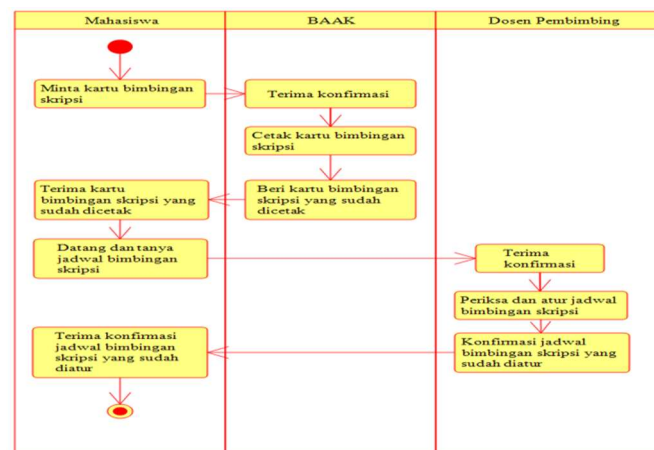 Mahasiswa
BAAK
Dosen Pembimbing
Minta kartu bimbingan
skripsi
Terima konfirmasi
Cetak kartu bimbingan
skripsi
Beri kartu bimbingan
skripsi yang sudah
dicetak
Terima kartu
bimbingan skripsi yang
sudah dicetak
Datang dan tanya
jadwal bimbingan
skripsi
Terima
konfirmasi
Periksa dan atur jadwal
bimbingan skripsi
Konfirmasi jadwal
bimbingan skripsi yang
sudah diatur
Terima konfirmasi
jadwal bimbingan
skripsi yang sudah
diatur